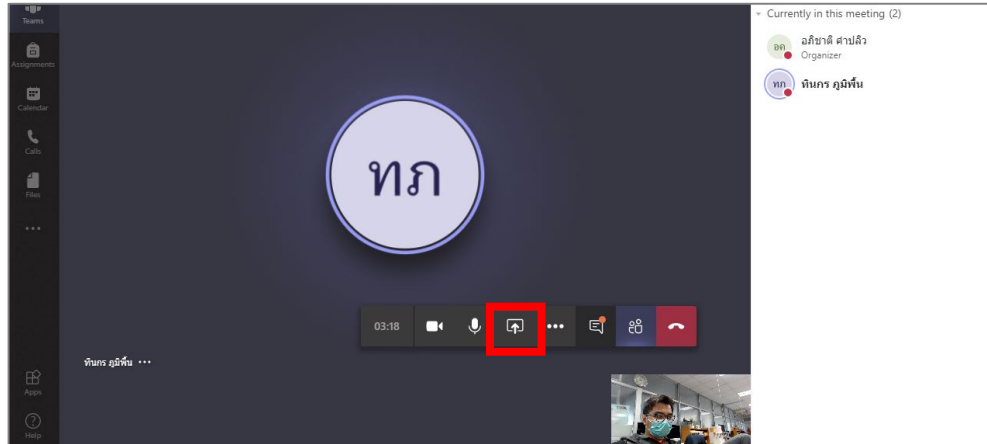 Teams
Assignments
Calendar
Calls
Files
Apps
Help
ทภ
03:18
ทินกร ภูมิพื้น
Currently in this meeting (2)
อศ
อภิชาติ ศาปลิว
Organizer
ทภ
ทินกร ภูมิพื้น